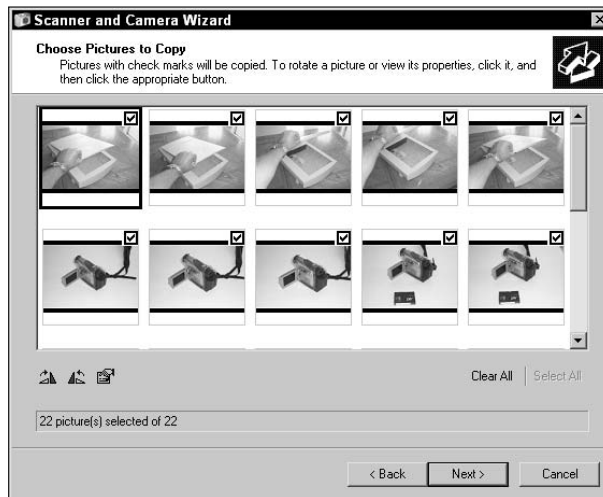 Scanner and Camera Wizard
Choose Pictures to Copy
Pictures with check marks will be copied. To rotate a picture or view its properties, click it, and
then click the appropriate button.
Clear All
Select All
22 picture(s) selected of 22
< Back
Next >
Cancel